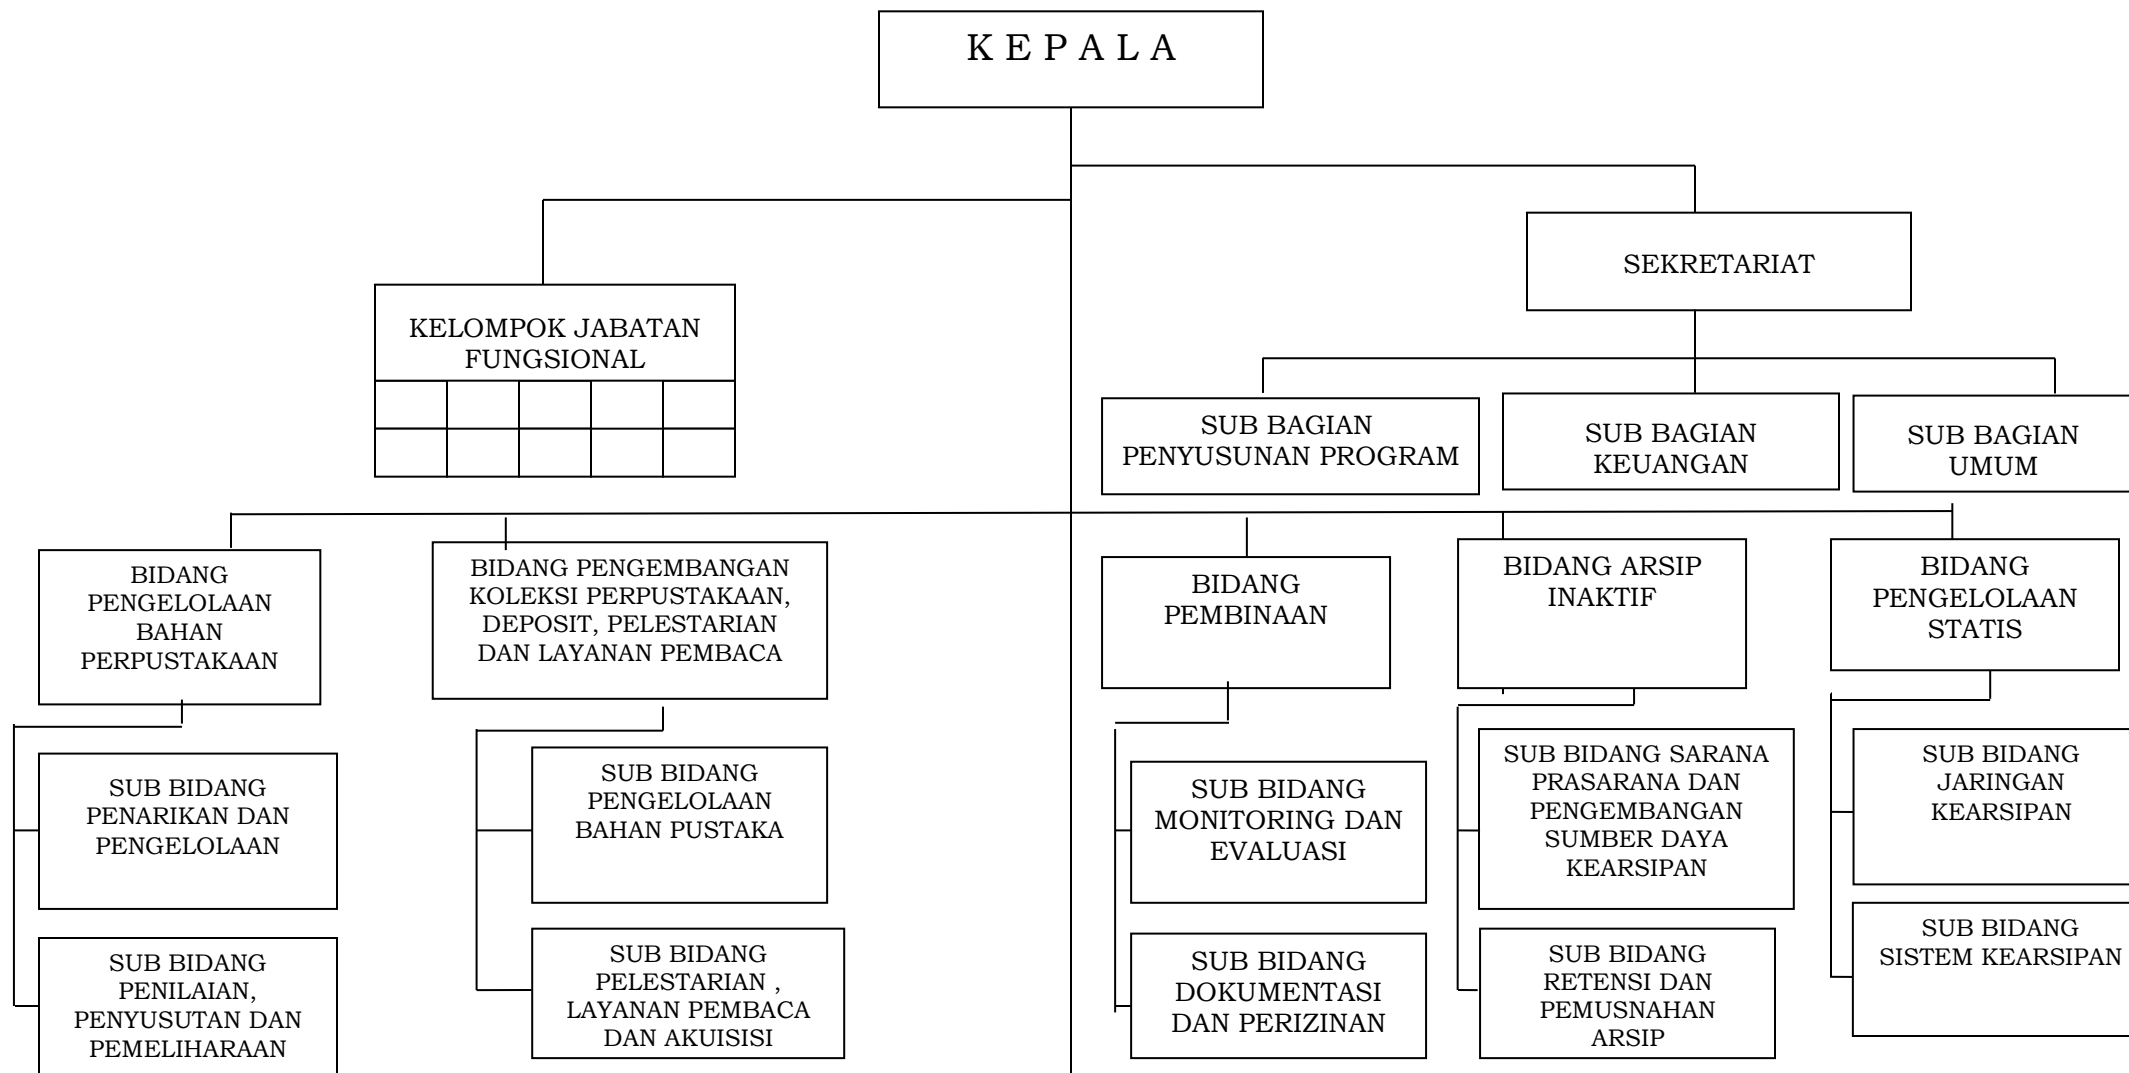 K E P A L A
SEKRETARIAT
KELOMPOK JABATAN
FUNGSIONAL
SUB BAGIAN
PENYUSUNAN PROGRAM
SUB BAGIAN
KEUANGAN
SUB BAGIAN
UMUM
BIDANG
PENGELOLAAN
BAHAN
PERPUSTAKAAN
BIDANG PENGEMBANGAN
KOLEKSI PERPUSTAKAAN,
DEPOSIT, PELESTARIAN
DAN LAYANAN PEMBACA
BIDANG
PEMBINAAN
BIDANG ARSIP
INAKTIF
BIDANG
PENGELOLAAN
STATIS
SUB BIDANG
PENARIKAN DAN
PENGELOLAAN
SUB BIDANG
PENGELOLAAN
BAHAN PUSTAKA
SUB BIDANG
MONITORING DAN
EVALUASI
SUB BIDANG SARANA
PRASARANA DAN
PENGEMBANGAN
SUMBER DAYA
KEARSIPAN
SUB BIDANG
JARINGAN
KEARSIPAN
SUB BIDANG
PENILAIAN,
PENYUSUTAN DAN
PEMELIHARAAN
SUB BIDANG
PELESTARIAN ,
LAYANAN PEMBACA
DAN AKUISISI
SUB BIDANG
DOKUMENTASI
DAN PERIZINAN
SUB BIDANG
RETENSI DAN
PEMUSNAHAN
ARSIP
SUB BIDANG
SISTEM KEARSIPAN